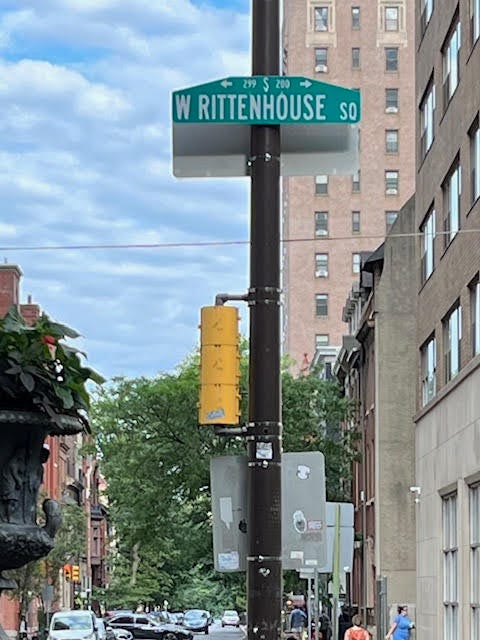 ← 299 S 200 →
W RITTENHOUSE SQ